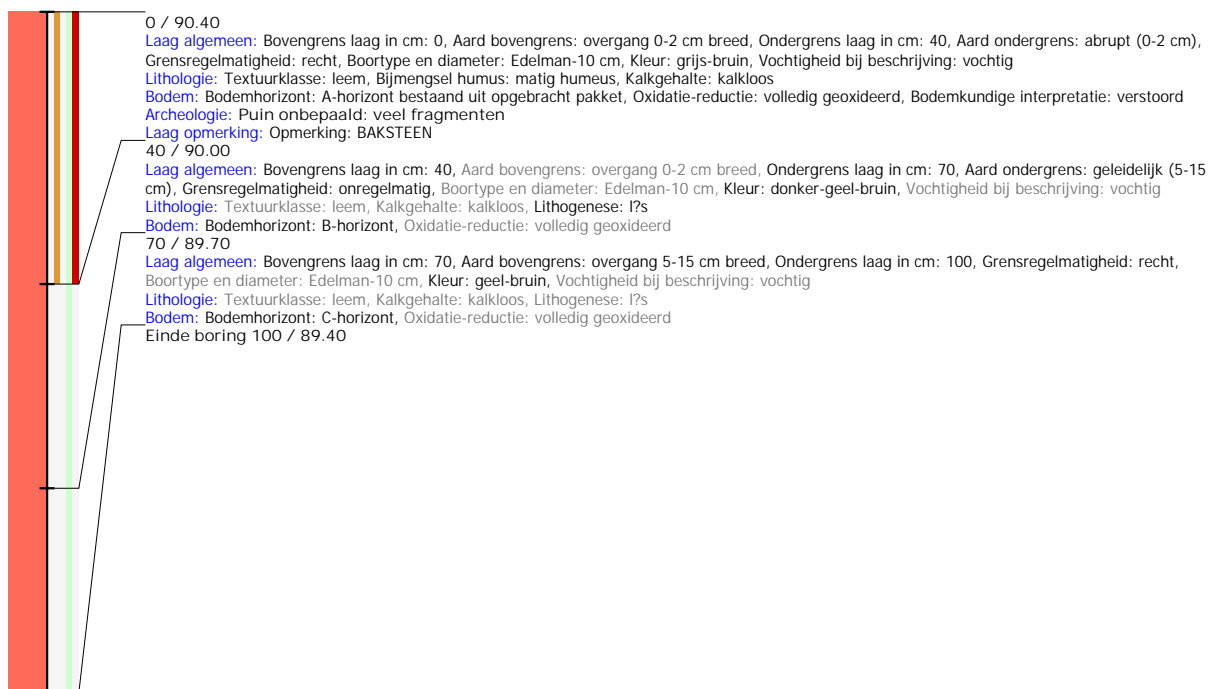 0 / 90.40
Laag algemeen: Bovengrens laag in cm: 0, Aard bovengrens: overgang 0-2 cm breed, Ondergrens laag in cm: 40, Aard ondergrens: abrupt (0-2 cm),
Grensregelmatigheid: recht, Boortype en diameter: Edelman-10 cm, Kleur: grijs-bruin, Vochtigheid bij beschrijving: vochtig
Lithologie: Textuurklasse: leem, Bijmengsel humus: matig humeus, Kalkgehalte: kalkloos
Bodem: Bodemhorizont: A-horizont bestaand uit opgebracht pakket, Oxidatie-reductie: volledig geoxideerd, Bodemkundige interpretatie: verstoord
Archeologie: Puin onbepaald: veel fragmenten
Laag opmerking: Opmerking: BAKSTEEN
40 / 90.00
Laag algemeen: Bovengrens laag in cm: 40, Aard bovengrens: overgang 0-2 cm breed, Ondergrens laag in cm: 70, Aard ondergrens: geleidelijk (5-15
cm), Grensregelmatigheid: onregelmatig, Boortype en diameter: Edelman-10 cm, Kleur: donker-geel-bruin, Vochtigheid bij beschrijving: vochtig
Lithologie: Textuurklasse: leem, Kalkgehalte: kalkloos, Lithogenese: l?s
Bodem: Bodemhorizont: B-horizont, Oxidatie-reductie: volledig geoxideerd
70 / 89.70
Laag algemeen: Bovengrens laag in cm: 70, Aard bovengrens: overgang 5-15 cm breed, Ondergrens laag in cm: 100, Grensregelmatigheid: recht,
Boortype en diameter: Edelman-10 cm, Kleur: geel-bruin, Vochtigheid bij beschrijving: vochtig
Lithologie: Textuurklasse: leem, Kalkgehalte: kalkloos, Lithogenese: l?s
Bodem: Bodemhorizont: C-horizont, Oxidatie-reductie: volledig geoxideerd
Einde boring 100 / 89.40